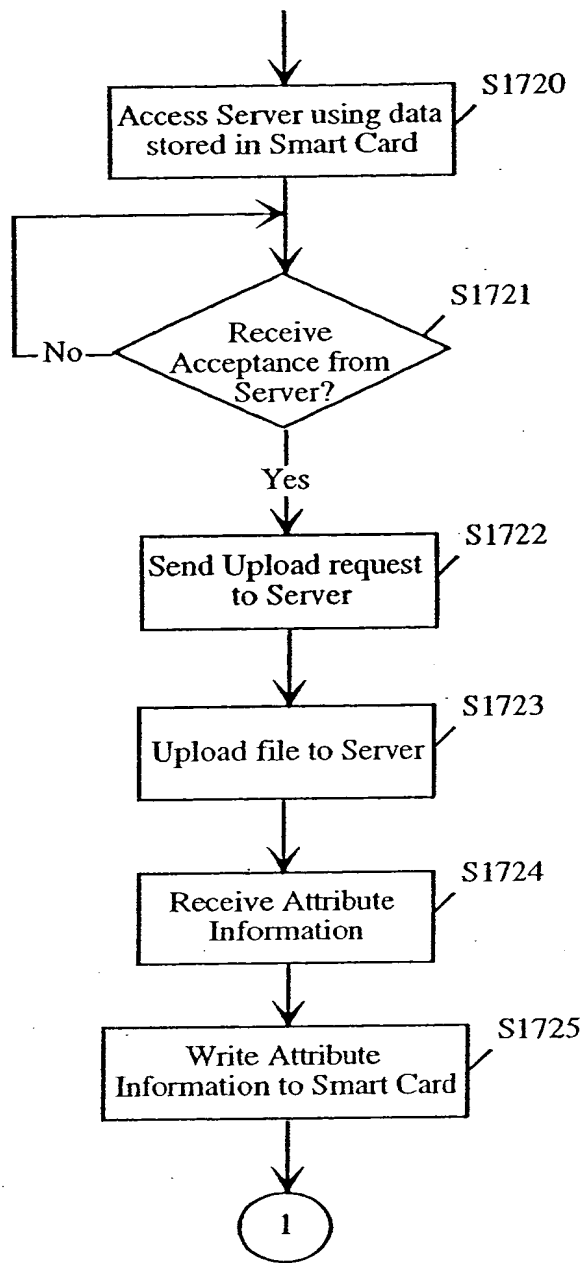 S1720
Access Server using data
stored in Smart Card
S1721
Receive
Acceptance from
Server?
No
Yes
S1722
Send Upload request
to Server
S1723
Upload file to Server
S1724
Receive Attribute
Information
S1725
Write Attribute
Information to Smart Card
1